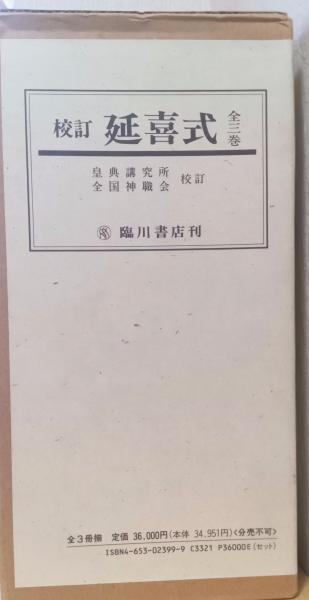 校訂 延喜式 全三巻
皇典講究所
全国神職会
校訂
臨川書店刊
全3冊揃 定価 36,000円(本体 34,951円)<分売不可>
ISBN4-653-02399-9 C3321 P36000E(セット)